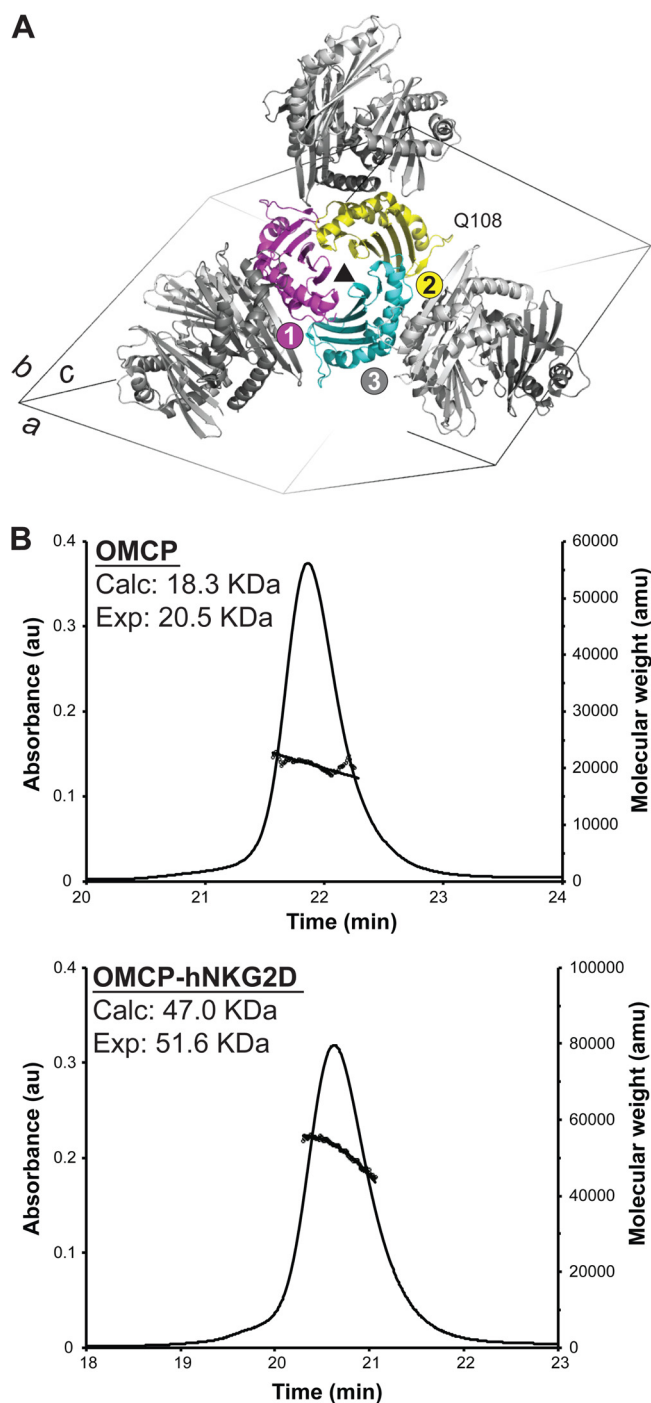 A
Q108
1
2
3
b
c
a
B
OMCP
Calc: 18.3 KDa
Exp: 20.5 KDa
Absorbance (au)
0.4
0.3
0.2
0.1
0
Molecular weight (amu)
60000
50000
40000
30000
20000
10000
0
20 21 22 23 24
Time (min)
OMCP-hNKG2D
Calc: 47.0 KDa
Exp: 51.6 KDa
Absorbance (au)
0.4
0.3
0.2
0.1
0
Molecular weight (amu)
100000
80000
60000
40000
20000
0
18 19 20 21 22 23
Time (min)